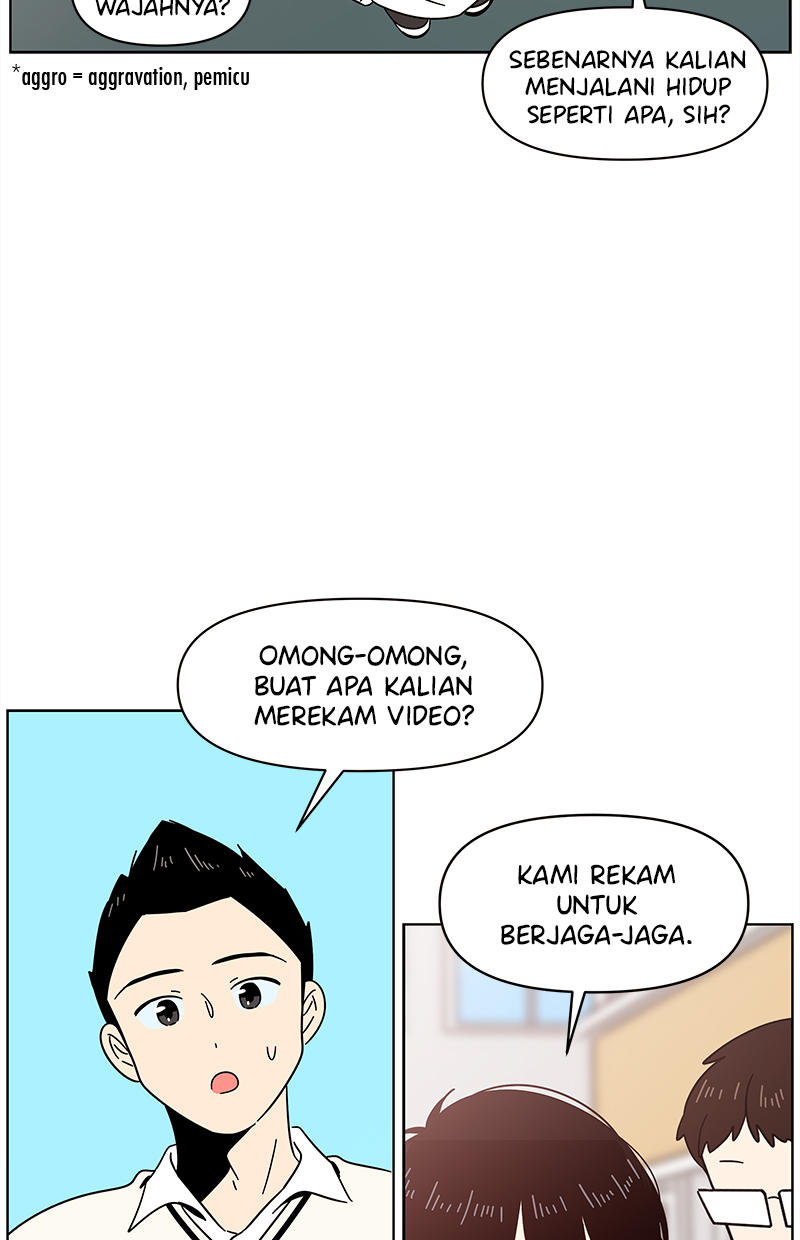 WAJAHNYA?
*aggro = aggravation, pemicu
SEBENARNYA KALIAN
MENJALANI HIDUP
SEPERTI APA, SIH?
OMONG-OMONG,
BUAT APA KALIAN
MEREKAM VIDEO?
KAMI REKAM
UNTUK
BERJAGA-JAGA.